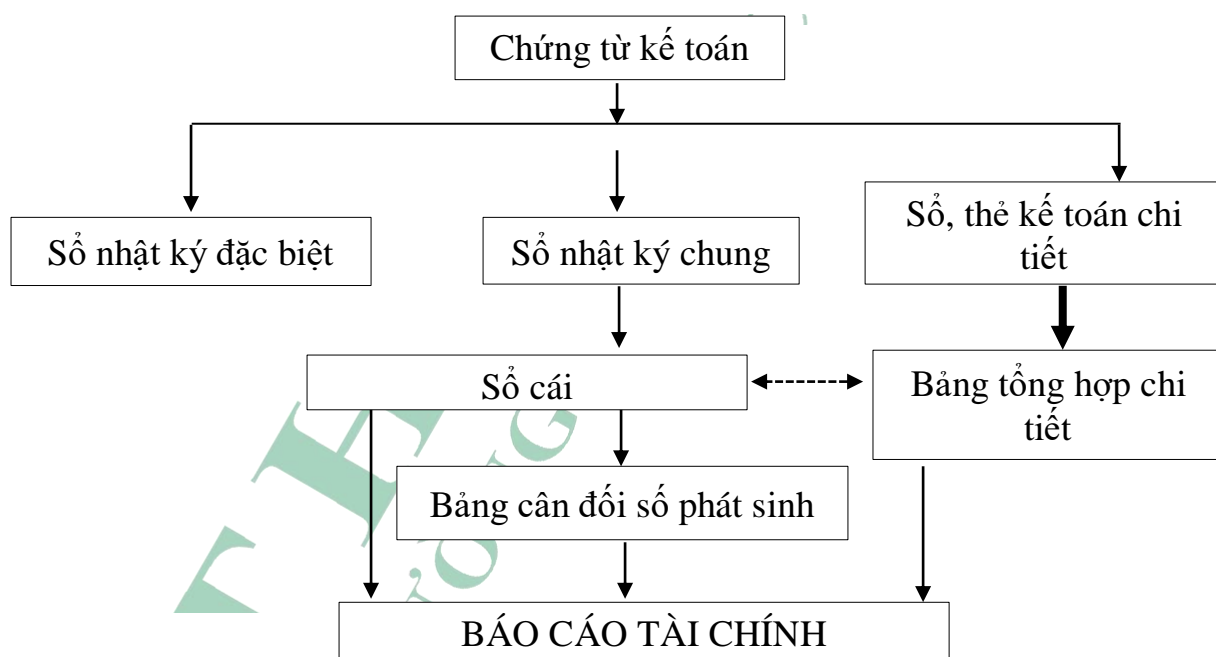 Chứng từ kế toán
Sổ nhật ký đặc biệt
Sổ nhật ký chung
Sổ, thẻ kế toán chi
tiết
Sổ cái
Bảng tổng hợp chi
tiết
Bảng cân đối số phát sinh
BÁO CÁO TÀI CHÍNH